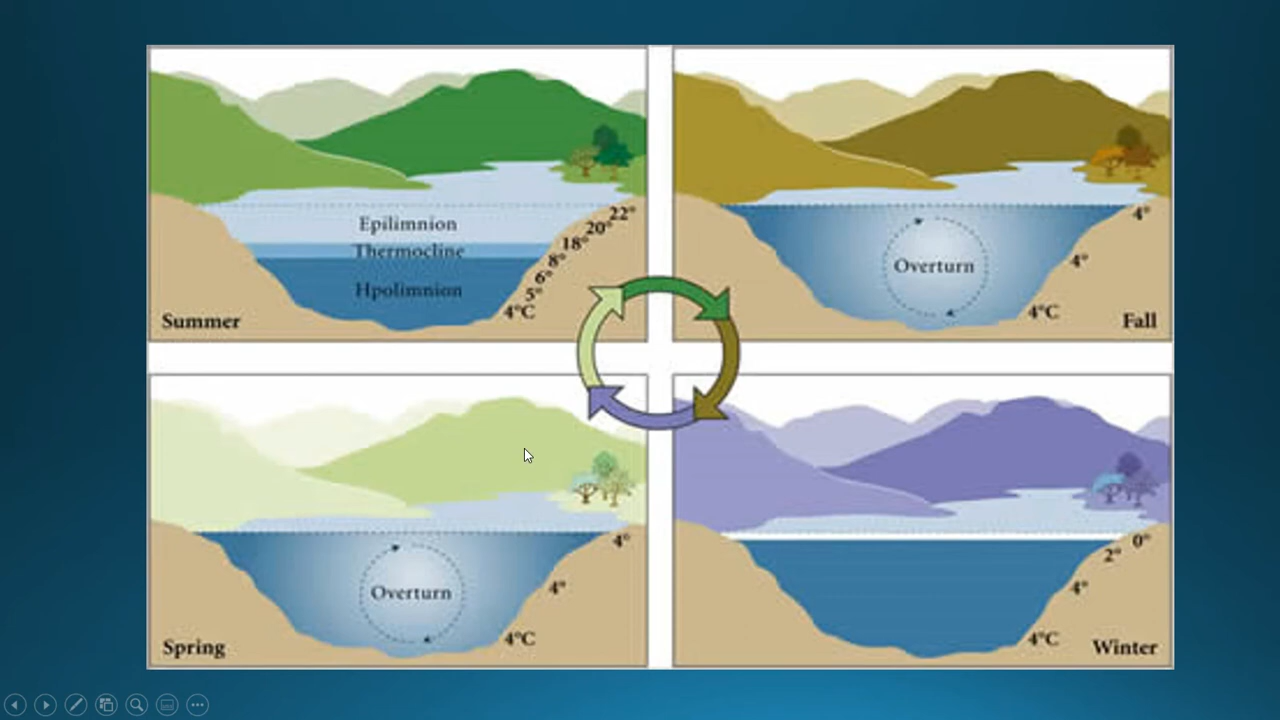 Epilimnion
Thermocline
Hpolimnion
22°
20°
18°
8°
6°
5°
4°C
Summer
Overturn
4°
4°
4°C
Fall
Overturn
4°
4°
4°C
Spring
0°
2°
4°
4°C
Winter